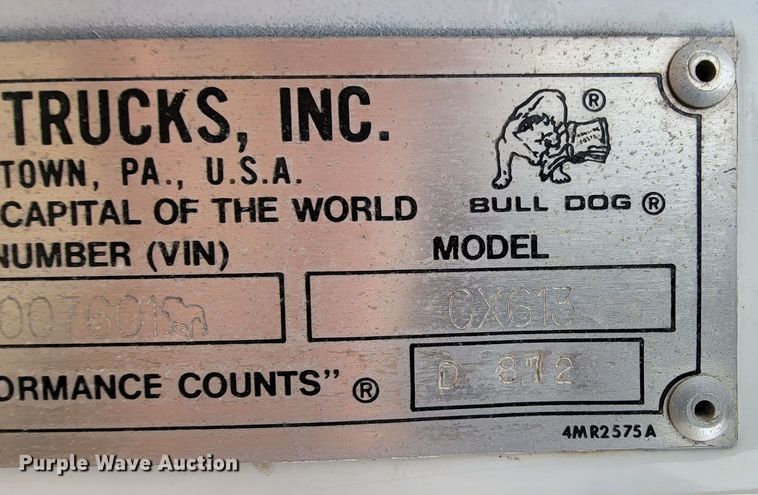 TRUCKS, INC. ®
TOWN, PA., U.S.A.
CAPITAL OF THE WORLD
BULL DOG ®
NUMBER (VIN) MODEL
007601 CX613
ORMANCE COUNTS" ® D 872
4MR2575A
Purple Wave Auction